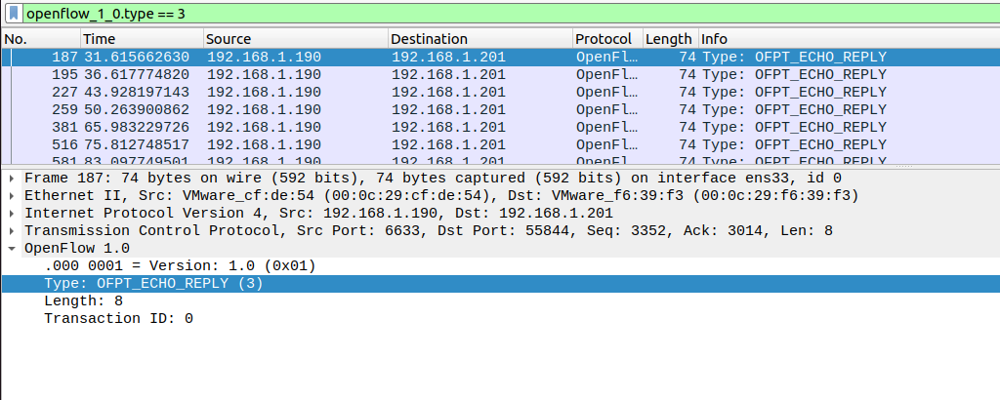 openflow_1_0.type == 3
No. Time Source Destination Protocol Length Info
187 31.615662630 192.168.1.190 192.168.1.201 OpenFl… 74 Type: OFPT_ECHO_REPLY
195 36.617774820 192.168.1.190 192.168.1.201 OpenFl… 74 Type: OFPT_ECHO_REPLY
227 43.928197143 192.168.1.190 192.168.1.201 OpenFl… 74 Type: OFPT_ECHO_REPLY
259 50.263900862 192.168.1.190 192.168.1.201 OpenFl… 74 Type: OFPT_ECHO_REPLY
381 65.983229726 192.168.1.190 192.168.1.201 OpenFl… 74 Type: OFPT_ECHO_REPLY
516 75.812748517 192.168.1.190 192.168.1.201 OpenFl… 74 Type: OFPT_ECHO_REPLY
581 83.097749501 192.168.1.190 192.168.1.201 OpenFl… 74 Type: OFPT_ECHO_REPLY
Frame 187: 74 bytes on wire (592 bits), 74 bytes captured (592 bits) on interface ens33, id 0
Ethernet II, Src: VMware_cf:de:54 (00:0c:29:cf:de:54), Dst: VMware_f6:39:f3 (00:0c:29:f6:39:f3)
Internet Protocol Version 4, Src: 192.168.1.190, Dst: 192.168.1.201
Transmission Control Protocol, Src Port: 6633, Dst Port: 55844, Seq: 3352, Ack: 3014, Len: 8
OpenFlow 1.0
.000 0001 = Version: 1.0 (0x01)
Type: OFPT_ECHO_REPLY (3)
Length: 8
Transaction ID: 0